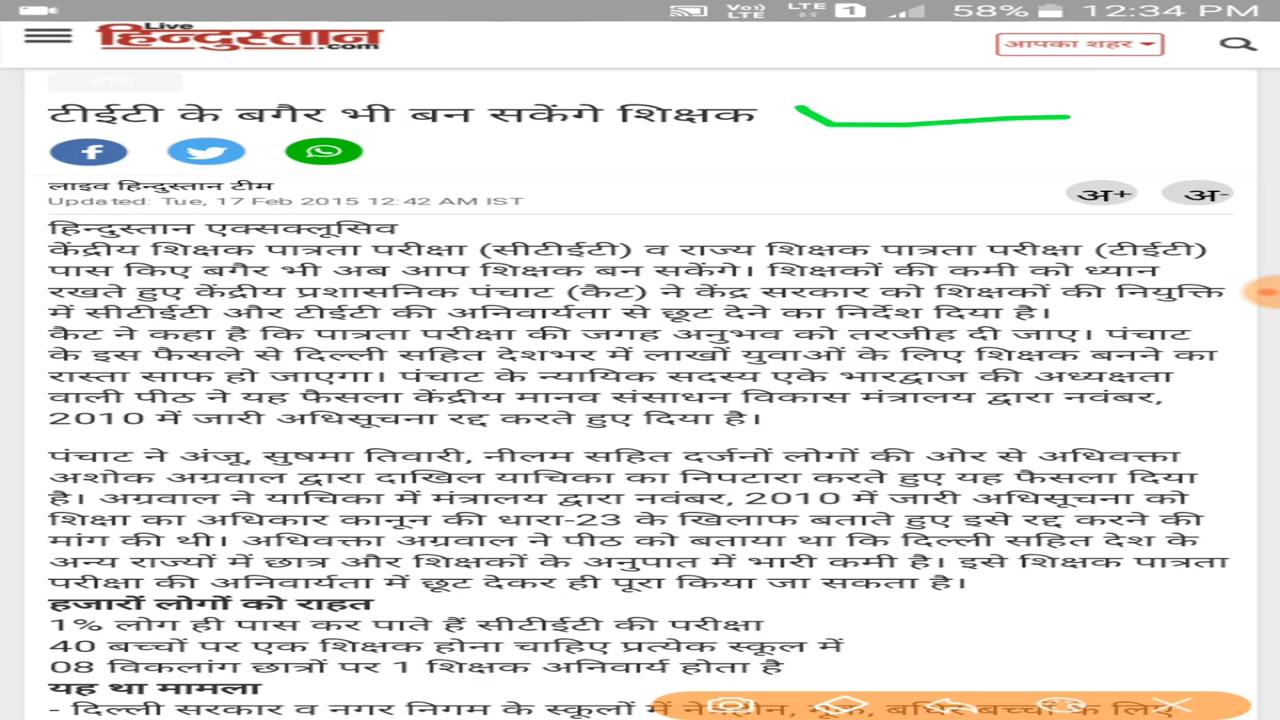 Vo)) LTE LTE 1 58% 12:34 PM
Live हिन्दुस्तान .com आपका शहर
होम
टीईटी के बगैर भी बन सकेंगे शिक्षक
लाइव हिन्दुस्तान टीम
Updated: Tue, 17 Feb 2015 12:42 AM IST
अ+ अ-
हिन्दुस्तान एक्सक्लूसिव
केंद्रीय शिक्षक पात्रता परीक्षा (सीटीईटी) व राज्य शिक्षक पात्रता परीक्षा (टीईटी)
पास किए बगैर भी अब आप शिक्षक बन सकेंगे। शिक्षकों की कमी को ध्यान
रखते हुए केंद्रीय प्रशासनिक पंचाट (कैट) ने केंद्र सरकार को शिक्षकों की नियुक्ति
में सीटीईटी और टीईटी की अनिवार्यता से छूट देने का निर्देश दिया है।
कैट ने कहा है कि पात्रता परीक्षा की जगह अनुभव को तरजीह दी जाए। पंचाट
के इस फैसले से दिल्ली सहित देशभर में लाखों युवाओं के लिए शिक्षक बनने का
रास्ता साफ हो जाएगा। पंचाट के न्यायिक सदस्य एके भारद्वाज की अध्यक्षता
वाली पीठ ने यह फैसला केंद्रीय मानव संसाधन विकास मंत्रालय द्वारा नवंबर,
2010 में जारी अधिसूचना रद्द करते हुए दिया है।
पंचाट ने अंजू, सुषमा तिवारी, नीलम सहित दर्जनों लोगों की ओर से अधिवक्ता
अशोक अग्रवाल द्वारा दाखिल याचिका का निपटारा करते हुए यह फैसला दिया
है। अग्रवाल ने याचिका में मंत्रालय द्वारा नवंबर, 2010 में जारी अधिसूचना को
शिक्षा का अधिकार कानून की धारा-23 के खिलाफ बताते हुए इसे रद्द करने की
मांग की थी। अधिवक्ता अग्रवाल ने पीठ को बताया था कि दिल्ली सहित देश के
अन्य राज्यों में छात्र और शिक्षकों के अनुपात में भारी कमी है। इसे शिक्षक पात्रता
परीक्षा की अनिवार्यता में छूट देकर ही पूरा किया जा सकता है।
हजारों लोगों को राहत
1% लोग ही पास कर पाते हैं सीटीईटी की परीक्षा
40 बच्चों पर एक शिक्षक होना चाहिए प्रत्येक स्कूल में
08 विकलांग छात्रों पर 1 शिक्षक अनिवार्य होता है
यह था मामला
- दिल्ली सरकार व नगर निगम के स्कूलों में